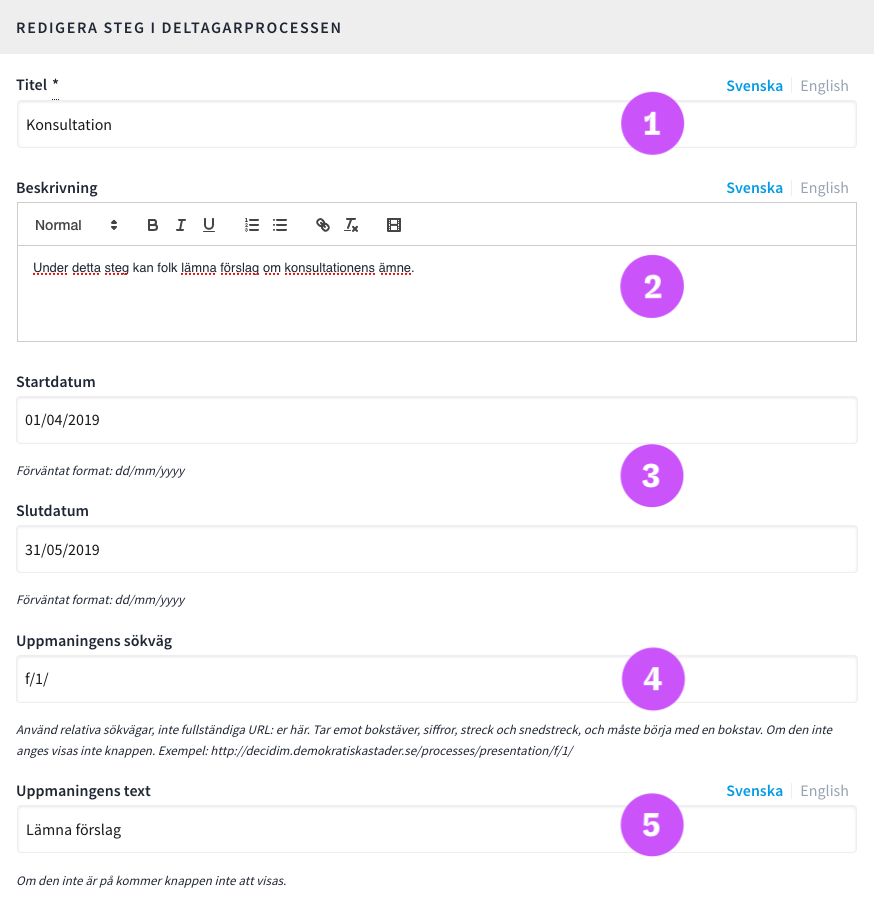 REDIGERA STEG I DELTAGARPROCESSEN
Titel * Svenska English
Konsultation 1
Beskrivning Svenska English
Normal B I U
Under detta steg kan folk lämna förslag om konsultationens ämne.
2
Startdatum
01/04/2019
Förväntat format: dd/mm/yyyy 3
Slutdatum
31/05/2019
Förväntat format: dd/mm/yyyy
Uppmaningens sökväg
f/1/ 4
Använd relativa sökvägar, inte fullständiga URL: er här. Tar emot bokstäver, siffror, streck och snedstreck, och måste börja med en bokstav. Om den inte
anges visas inte knappen. Exempel: http://decidim.demokratiskastader.se/processes/presentation/f/1/
Uppmaningens text Svenska English
Lämna förslag 5
Om den inte är på kommer knappen inte att visas.